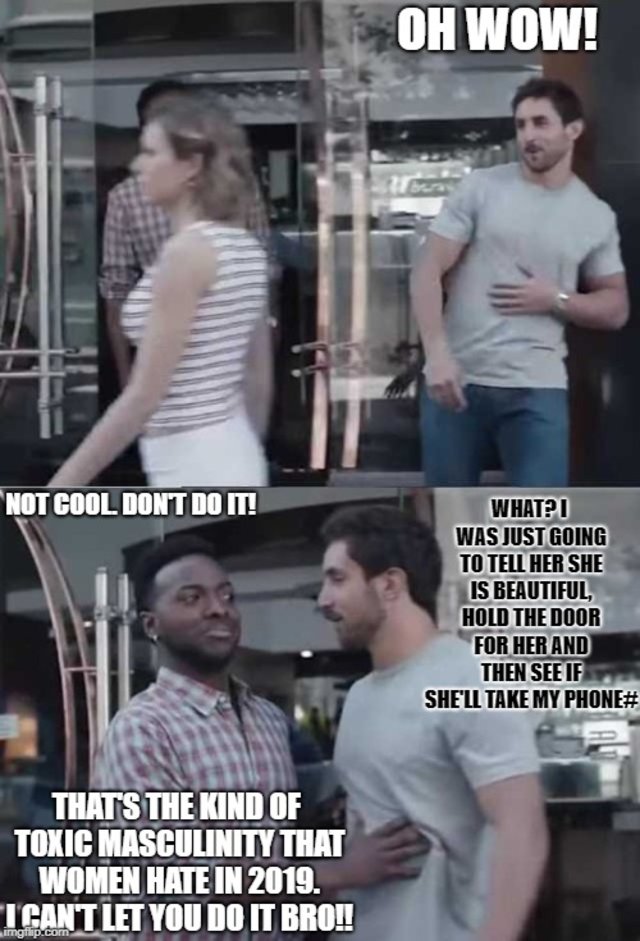 OH WOW!
NOT COOL. DON'T DO IT!
WHAT? I
WAS JUST GOING
TO TELL HER SHE
IS BEAUTIFUL,
HOLD THE DOOR
FOR HER AND
THEN SEE IF
SHE'LL TAKE MY PHONE#
THAT'S THE KIND OF
TOXIC MASCULINITY THAT
WOMEN HATE IN 2019.
I CAN'T LET YOU DO IT BRO!!
imgflip.com